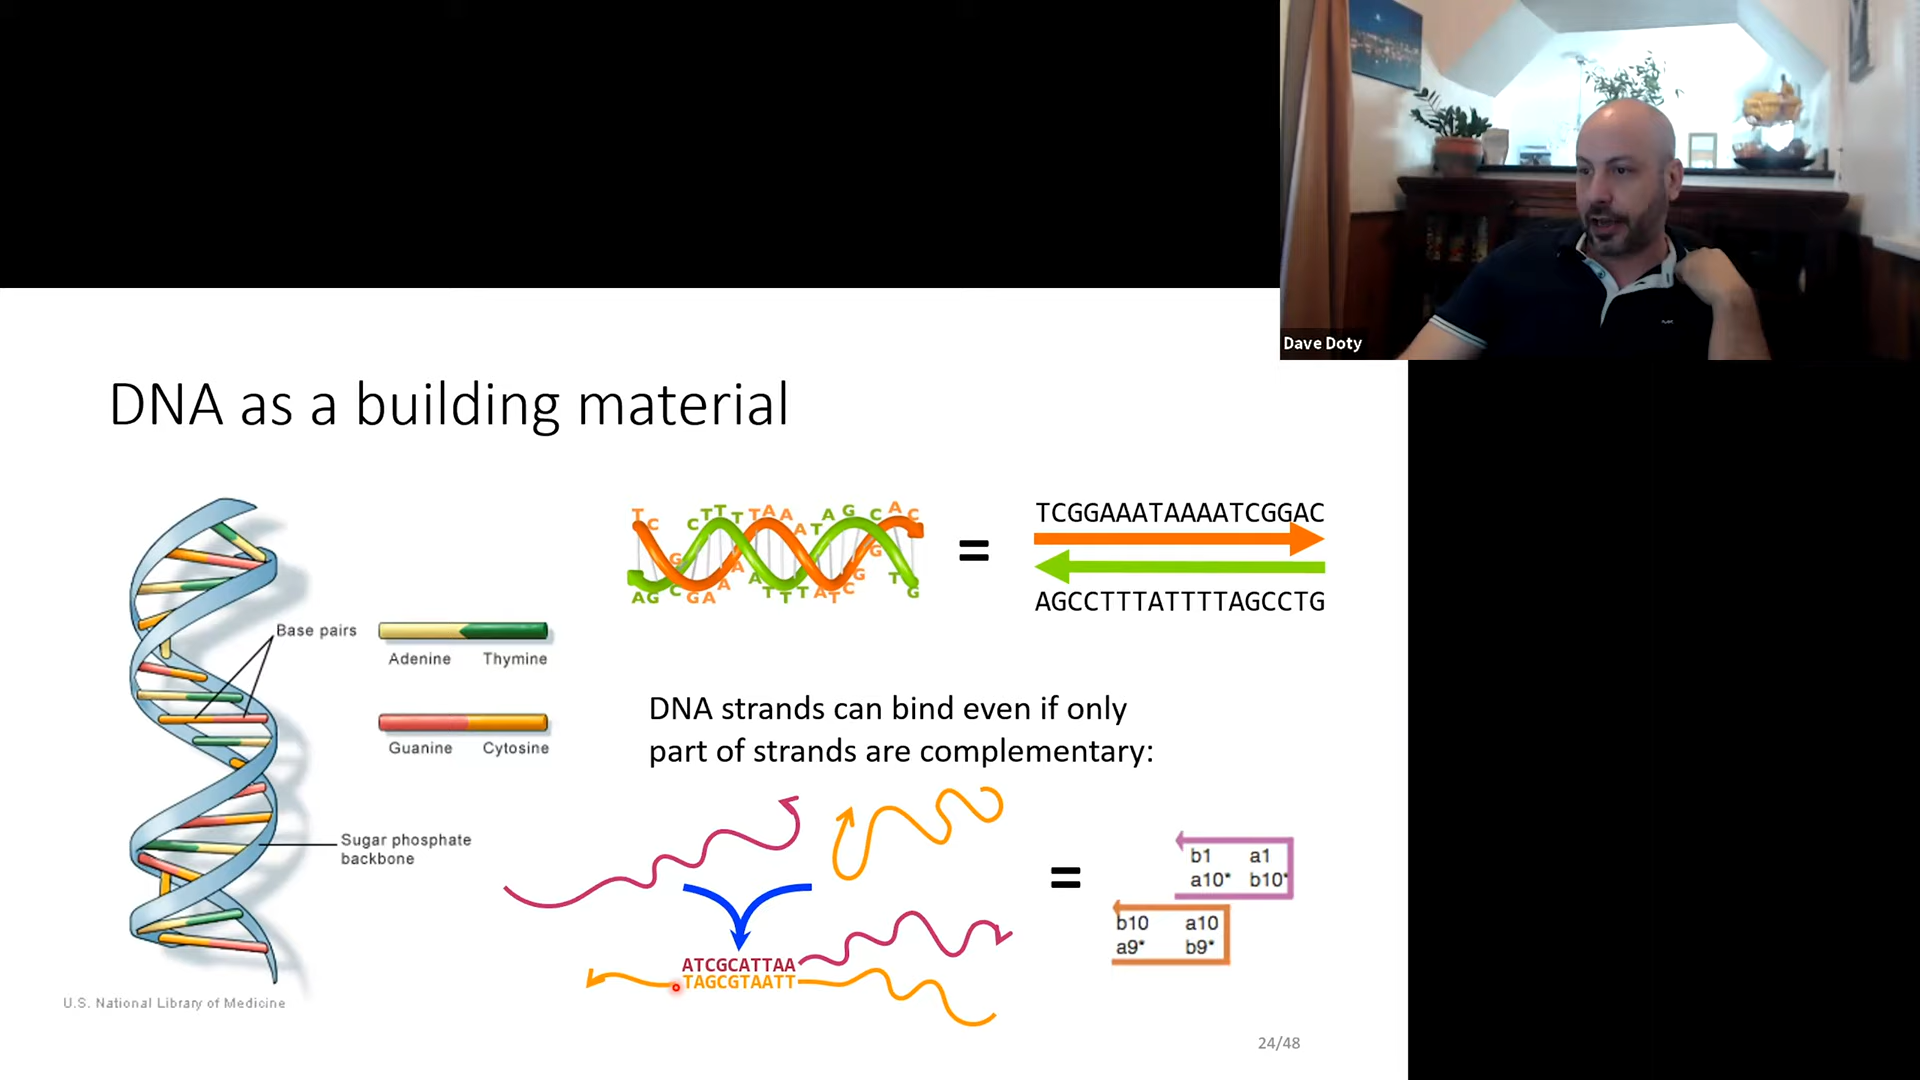 Dave Doty
DNA as a building material
Base pairs
Adenine Thymine
Guanine Cytosine
Sugar phosphate
backbone
U.S. National Library of Medicine
=
TCGGAAATAAAATCGGAC
AGCCTTTATTTTAGCCTG
DNA strands can bind even if only
part of strands are complementary:
ATCGCATTAA
TAGCGTAATT
=
b1 a1
a10* b10*
b10 a10
a9* b9*
24/48